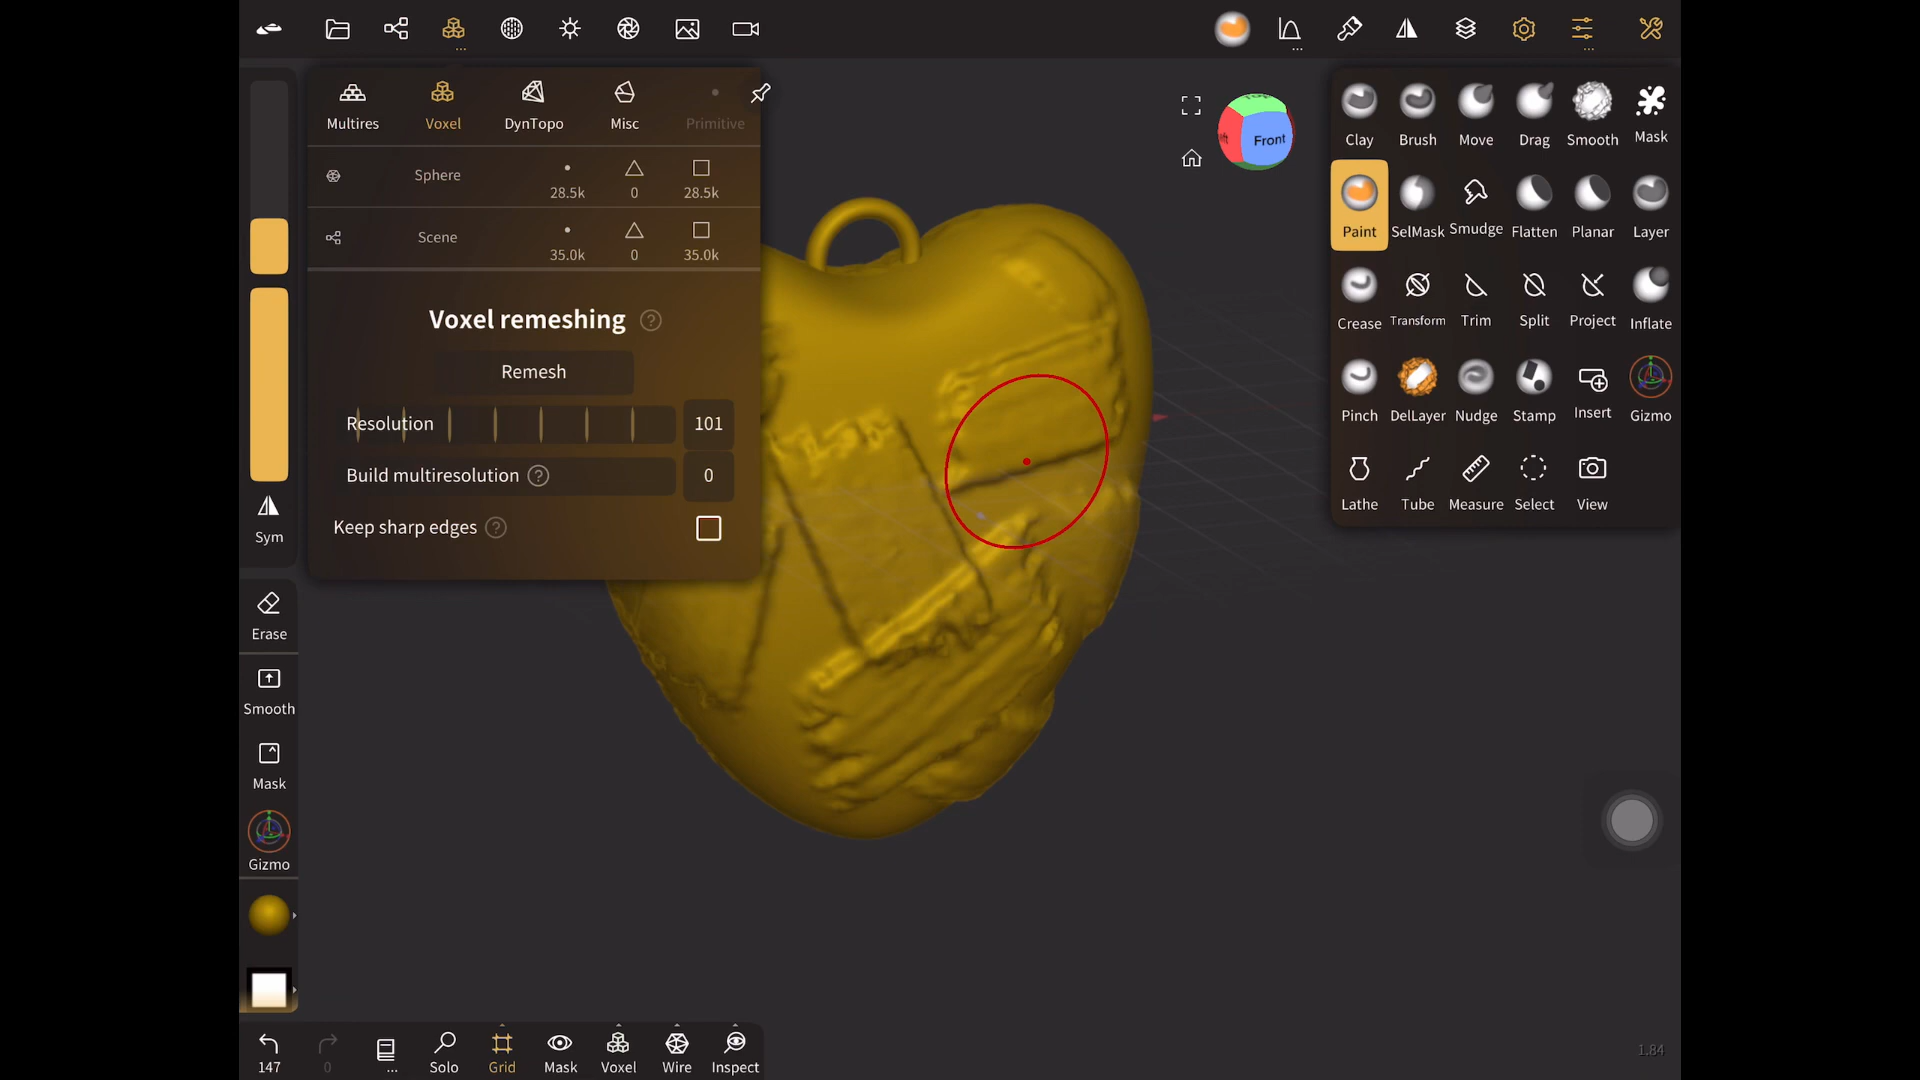 Multires Voxel DynTopo Misc Primitive
Sphere 28.5k 0 28.5k
Scene 35.0k 0 35.0k
Voxel remeshing ?
Remesh
Resolution 101
Build multiresolution ? 0
Keep sharp edges ?
Sym
Erase
Smooth
Mask
Gizmo
147 0 ... Solo Grid Mask Voxel Wire Inspect
Front
Clay Brush Move Drag Smooth Mask
Paint SelMask Smudge Flatten Planar Layer
Crease Transform Trim Split Project Inflate
Pinch DelLayer Nudge Stamp Insert Gizmo
Lathe Tube Measure Select View
1.84